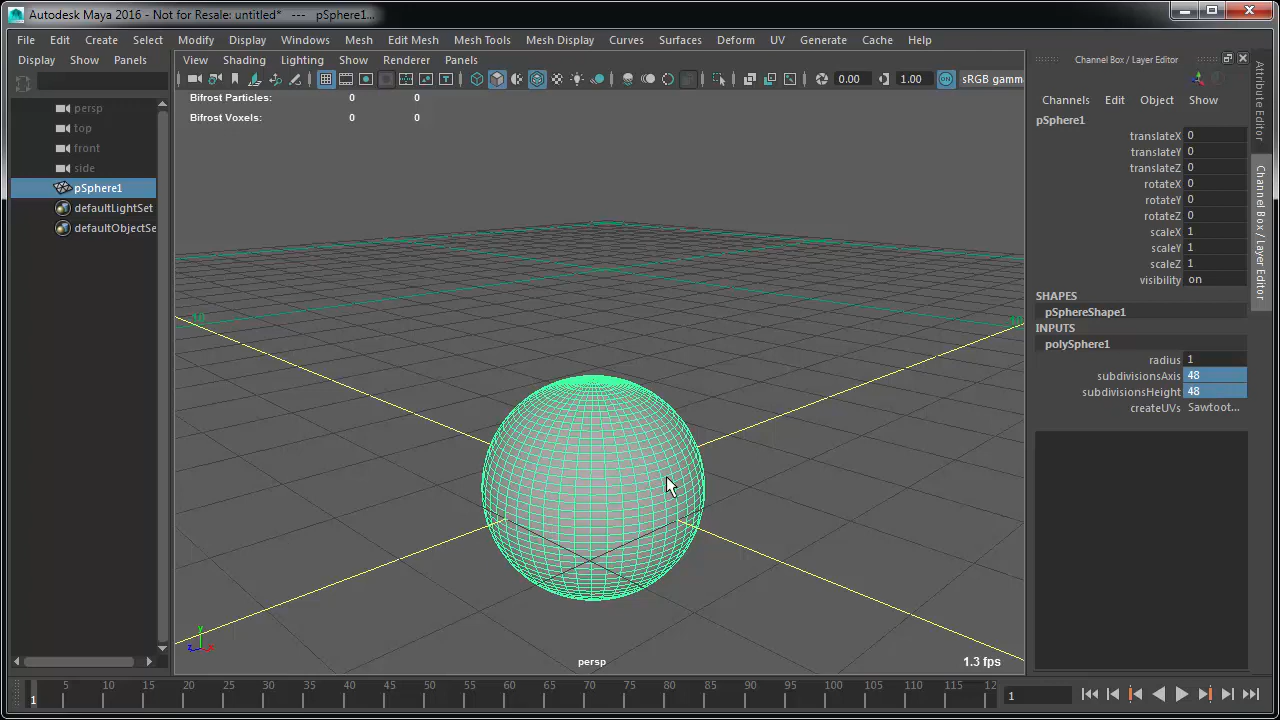 Autodesk Maya 2016 - Not for Resale: untitled*   ---   pSphere1...
File Edit Create Select Modify Display Windows Mesh Edit Mesh Mesh Tools Mesh Display Curves Surfaces Deform UV Generate Cache Help
Display Show Panels
View Shading Lighting Show Renderer Panels
0.00 1.00 sRGB gamm
Bifrost Particles: 0 0
Bifrost Voxels: 0 0
persp
top
front
side
pSphere1
defaultLightSet
defaultObjectSe
10
10
y
z x
persp
1.3 fps
Channel Box / Layer Editor
Channels Edit Object Show
pSphere1
translateX 0
translateY 0
translateZ 0
rotateX 0
rotateY 0
rotateZ 0
scaleX 1
scaleY 1
scaleZ 1
visibility on
SHAPES
pSphereShape1
INPUTS
polySphere1
radius 1
subdivisionsAxis 48
subdivisionsHeight 48
createUVs Sawtoot...
Attribute Editor
Channel Box / Layer Editor
1 5 10 15 20 25 30 35 40 45 50 55 60 65 70 75 80 85 90 95 100 105 110 115 12
1